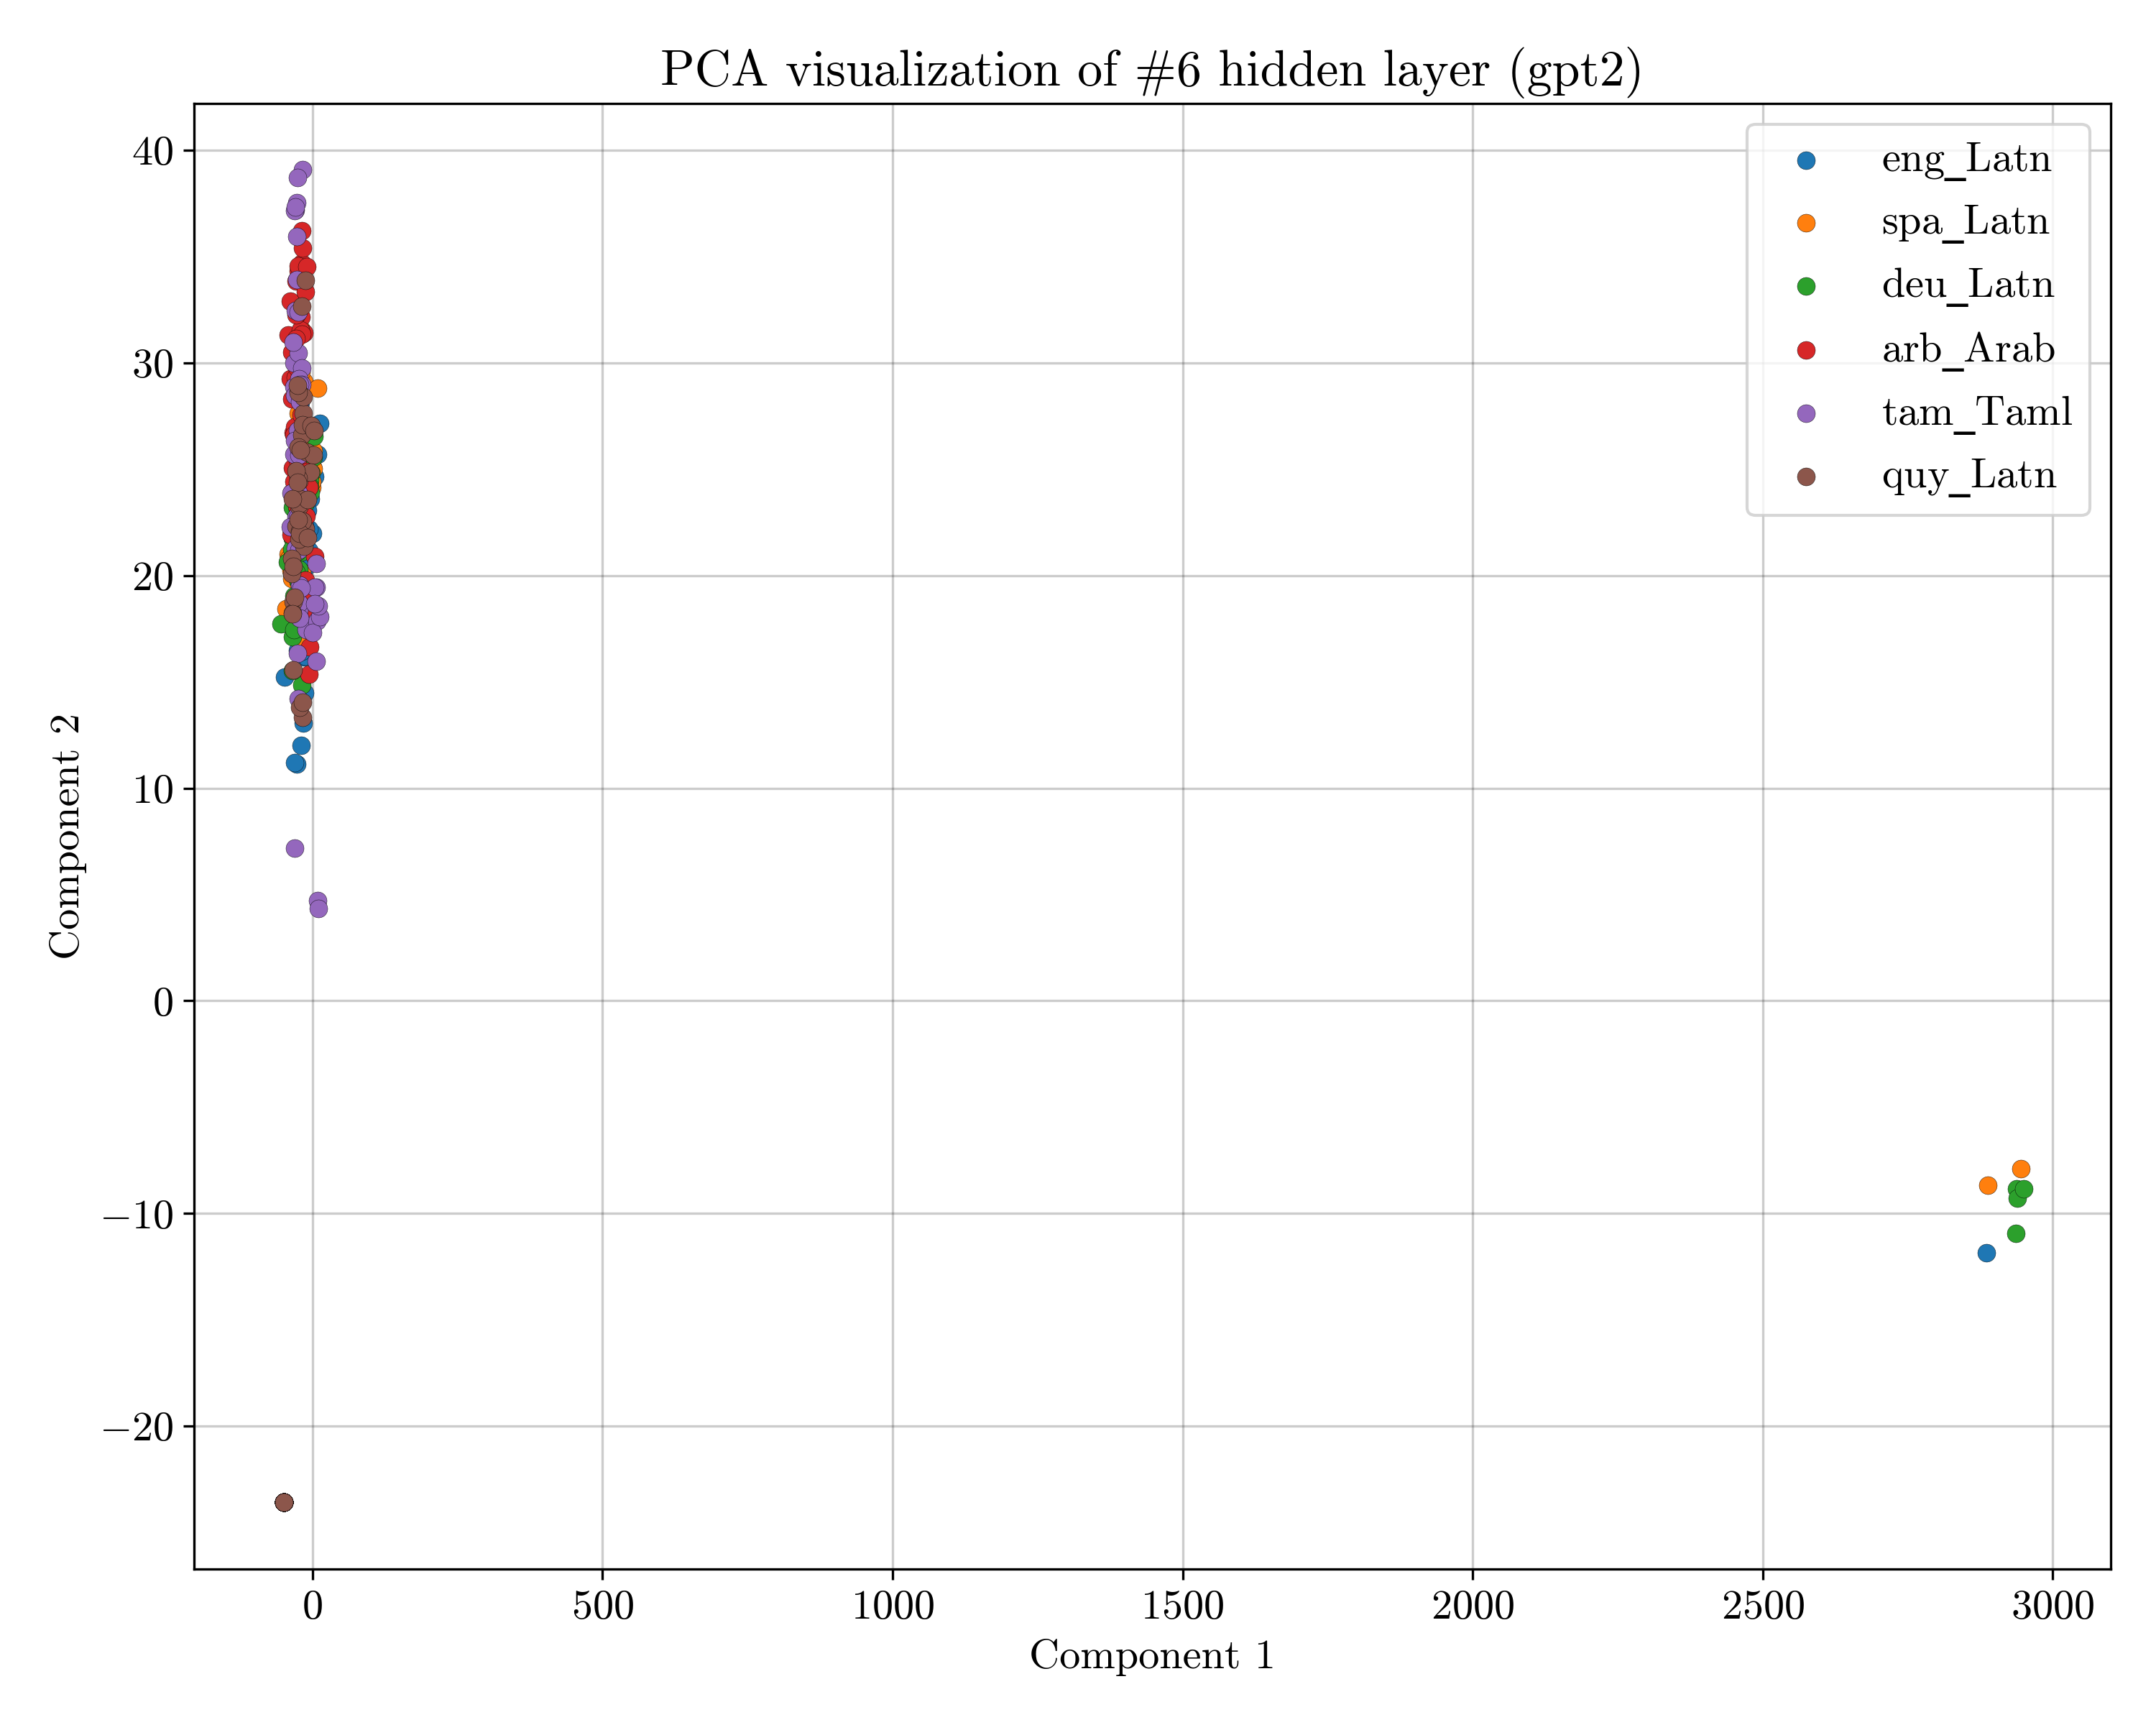 PCA visualization of #6 hidden layer (gpt2)
40
30
20
10
0
−10
−20
Component 2
0
500
1000
1500
2000
2500
3000
Component 1
eng_Latn
spa_Latn
deu_Latn
arb_Arab
tam_Taml
quy_Latn